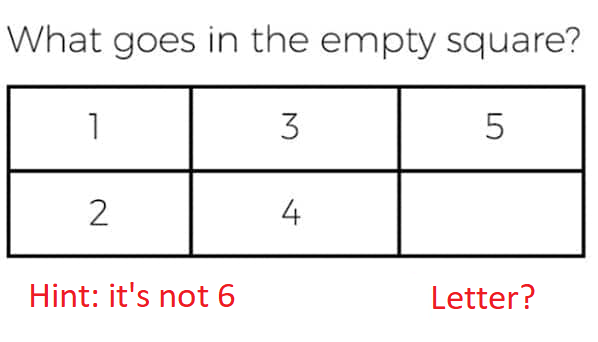 What goes in the empty square?
1 3 5
2 4
Hint: it's not 6 Letter?